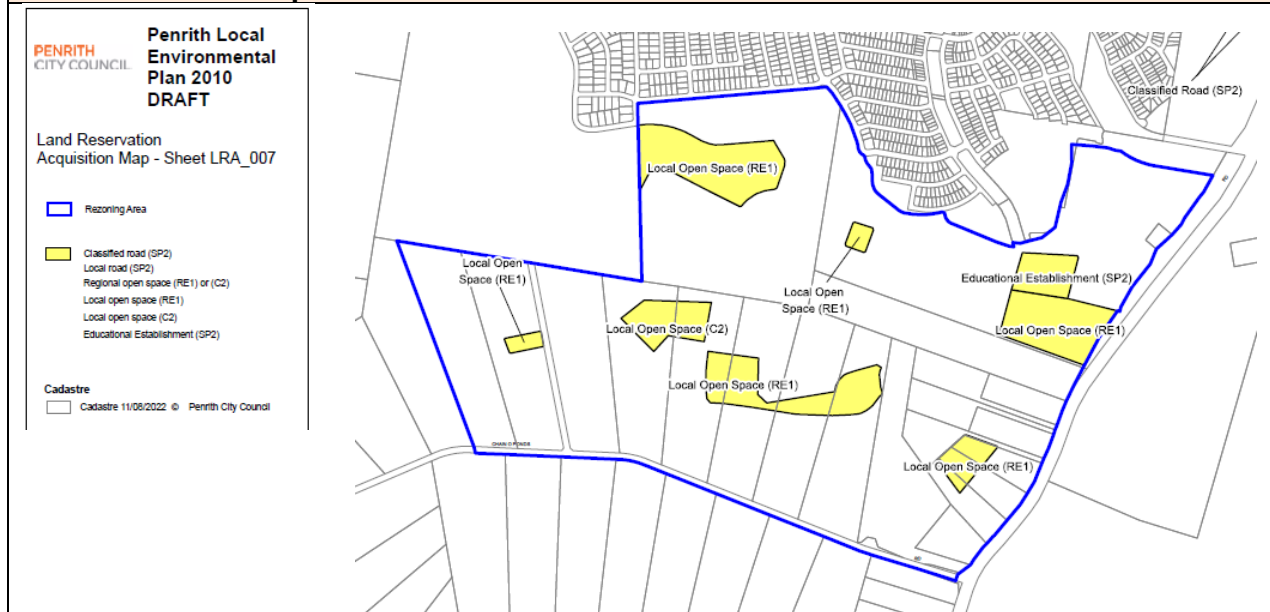 PENRITH
CITY COUNCIL
Penrith Local
Environmental
Plan 2010
DRAFT
Land Reservation
Acquisition Map - Sheet LRA_007
Rezoning Area
Classified road (SP2)
Local road (SP2)
Regional open space (RE1) or (C2)
Local open space (RE1)
Local open space (C2)
Educational Establishment (SP2)
Cadastre
Cadastre 11/08/2022 © Penrith City Council
Classified Road (SP2)
Local Open Space (RE1)
Local Open
Space (RE1)
Educational Establishment (SP2)
Local Open
Space (RE1)
Local Open Space (C2)
Local Open Space (RE1)
Local Open Space (RE1)
Local Open Space (RE1)
RD
RD